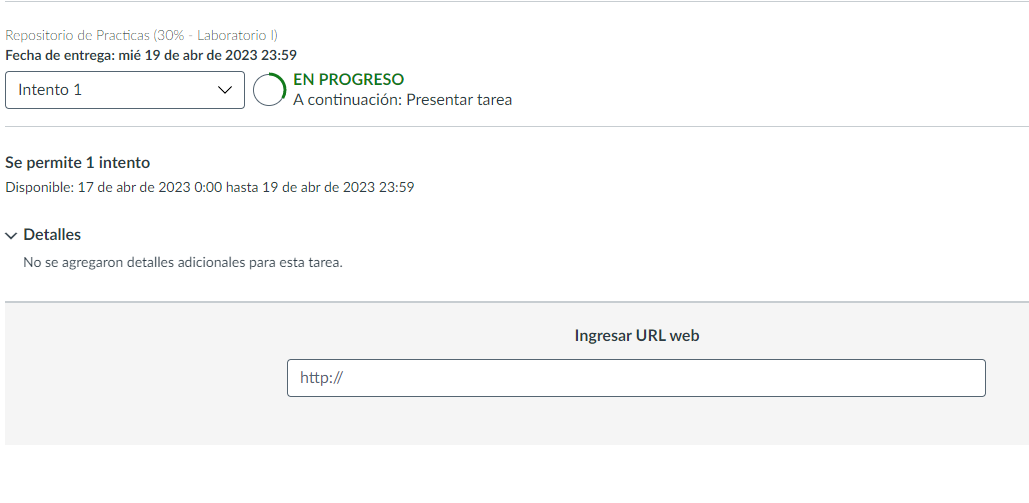 Repositorio de Practicas (30% - Laboratorio I)
Fecha de entrega: mié 19 de abr de 2023 23:59
Intento 1
EN PROGRESO
A continuación: Presentar tarea
Se permite 1 intento
Disponible: 17 de abr de 2023 0:00 hasta 19 de abr de 2023 23:59
Detalles
No se agregaron detalles adicionales para esta tarea.
Ingresar URL web
http://